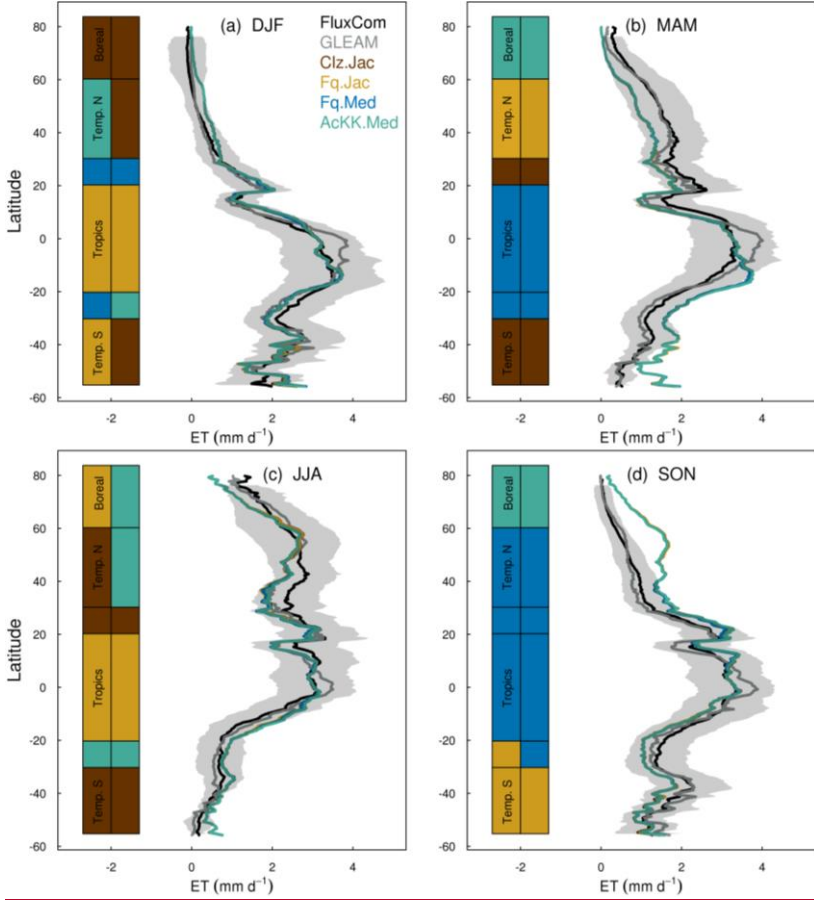 (a) DJF
FluxCom
GLEAM
Clz.Jac
Fq.Jac
Fq.Med
AcKK.Med
Latitude
80
60
40
20
0
-20
-40
-60
Boreal
Temp. N
Tropics
Temp. S
-2 0 2 4
ET (mm d⁻¹)
(b) MAM
80
60
40
20
0
-20
-40
-60
Boreal
Temp. N
Tropics
Temp. S
-2 0 2 4
ET (mm d⁻¹)
(c) JJA
Latitude
80
60
40
20
0
-20
-40
-60
Boreal
Temp. N
Tropics
Temp. S
-2 0 2 4
ET (mm d⁻¹)
(d) SON
80
60
40
20
0
-20
-40
-60
Boreal
Temp. N
Tropics
Temp. S
-2 0 2 4
ET (mm d⁻¹)